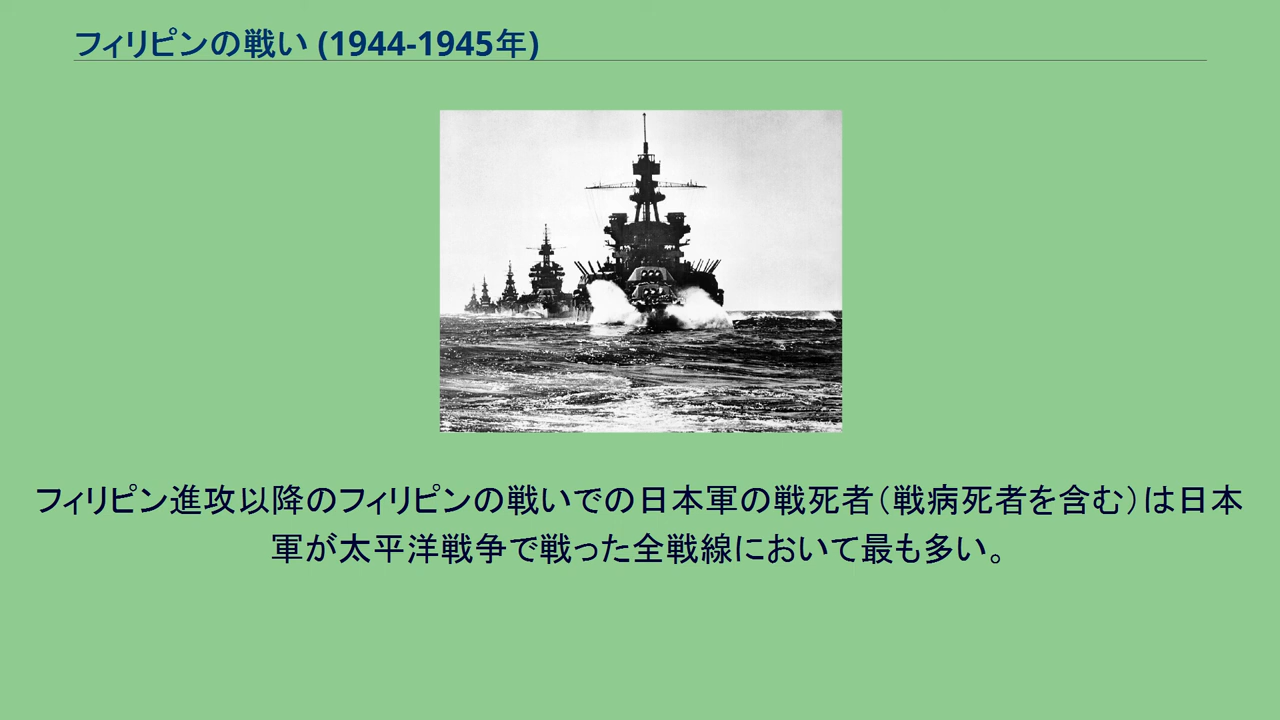 フィリピンの戦い (1944-1945年)
フィリピン進攻以降のフィリピンの戦いでの日本軍の戦死者（戦病死者を含む）は日本
軍が太平洋戦争で戦った全戦線において最も多い。